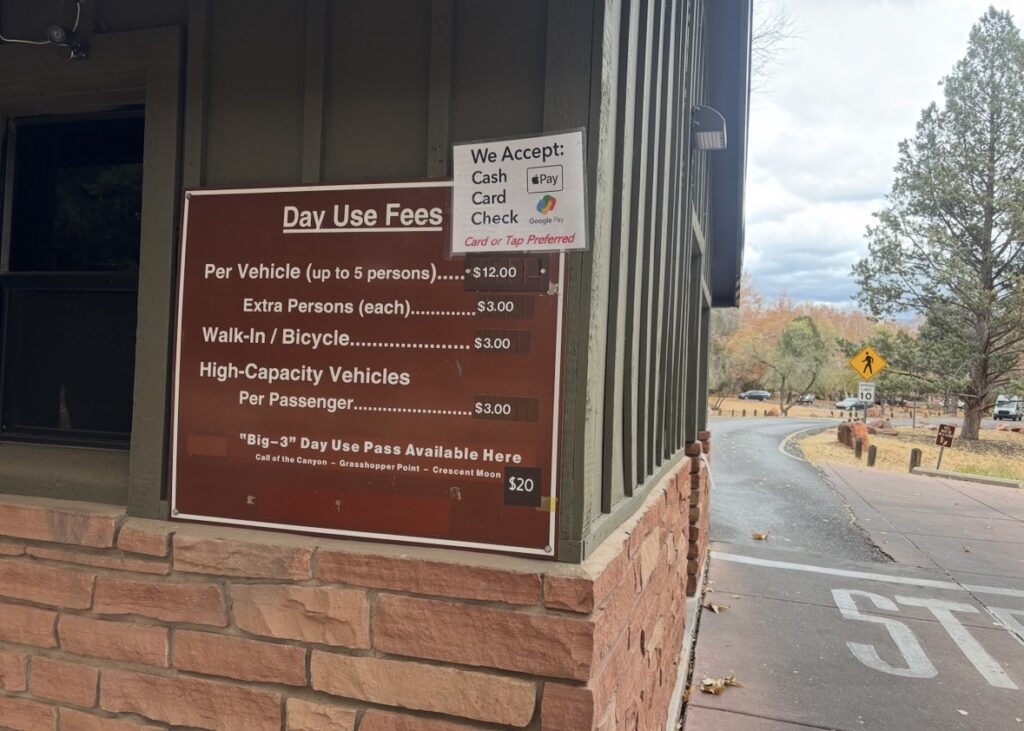 We Accept:
Cash
Card
Check
Pay
Google Pay
Card or Tap Preferred
Day Use Fees
Per Vehicle (up to 5 persons)..... $12.00
Extra Persons (each)............. $3.00
Walk-In / Bicycle.................... $3.00
High-Capacity Vehicles
Per Passenger........................ $3.00
"Big-3" Day Use Pass Available Here
Call of the Canyon - Grasshopper Point - Crescent Moon
$20
10